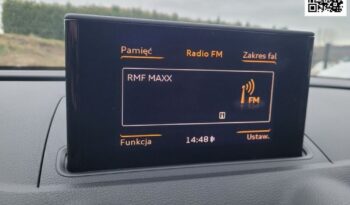 Pamięć Radio FM Zakres fal
RMF MAXX
FM
i
Funkcja 14:48 Ustaw.